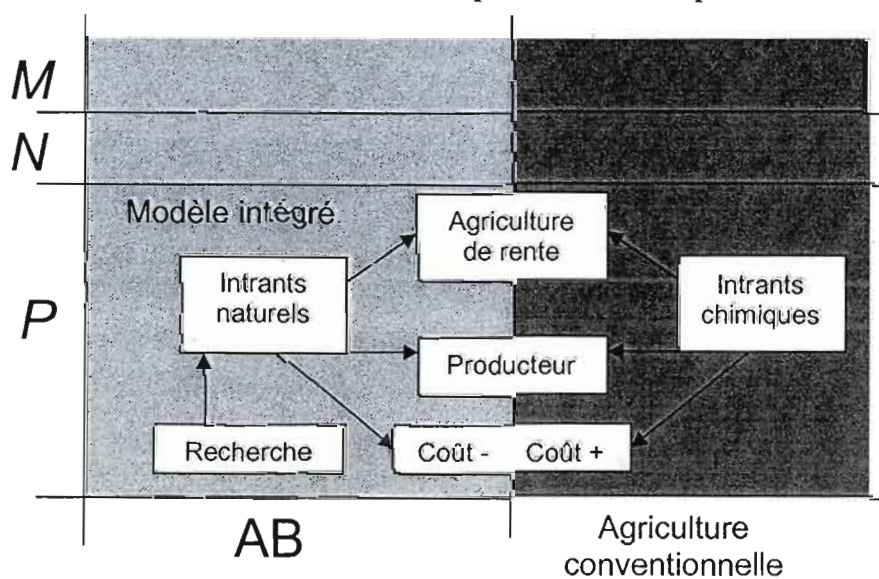 M
N
Modèle intégré
Agriculture
de rente
Intrants
naturels
Intrants
chimiques
P
Producteur
Recherche
Coût - Coût +
AB
Agriculture
conventionnelle